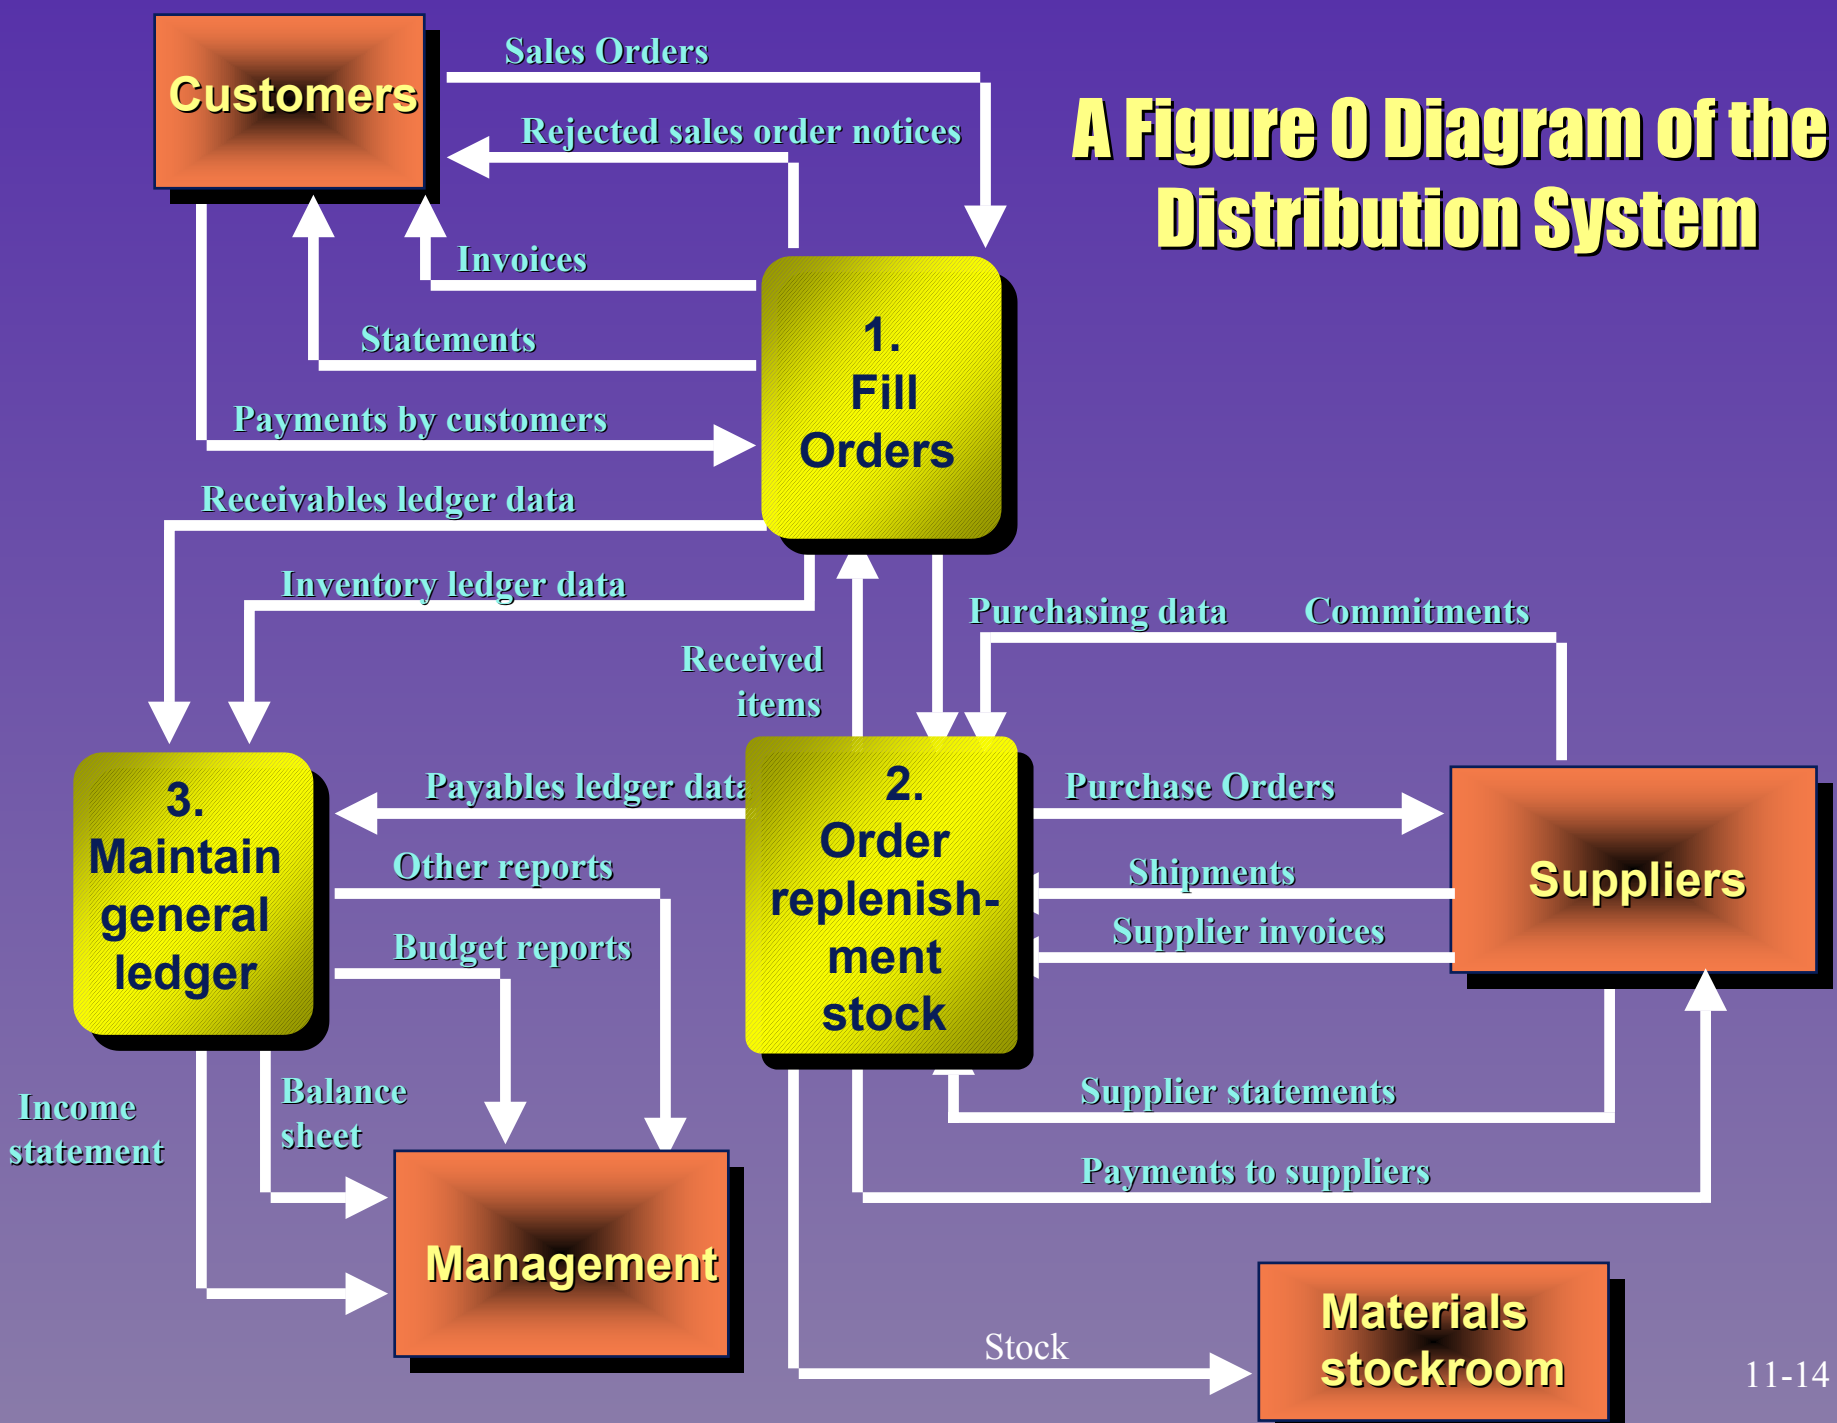 Sales Orders
Customers
Rejected sales order notices
A Figure 0 Diagram of the
Distribution System
Invoices
1.
Fill
Orders
Statements
Payments by customers
Receivables ledger data
Inventory ledger data
Purchasing data
Commitments
Received
items
3.
Maintain
general
ledger
Payables ledger data
2.
Order
replenish-
ment
stock
Purchase Orders
Other reports
Shipments
Suppliers
Budget reports
Supplier invoices
Income
statement
Balance
sheet
Supplier statements
Payments to suppliers
Management
Materials
stockroom
Stock
11-14